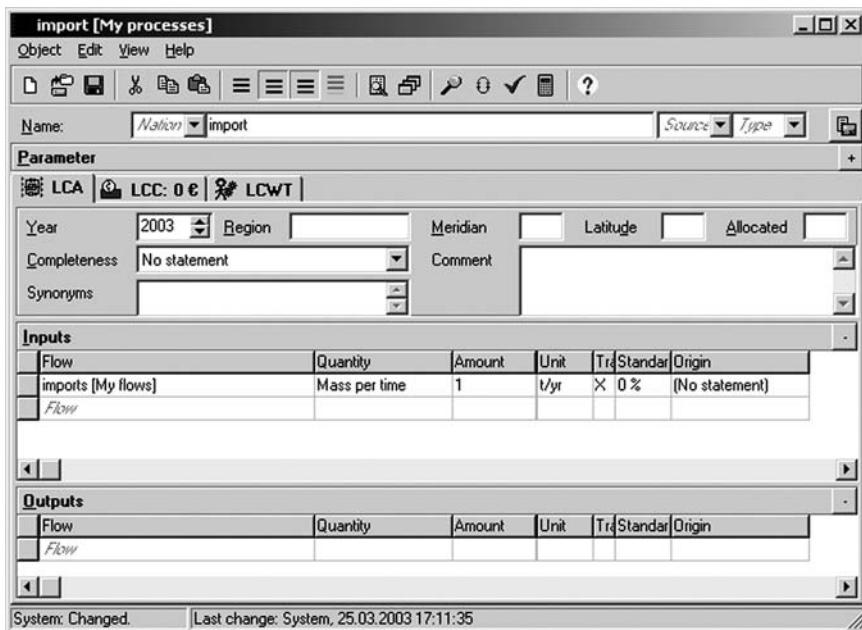 import [My processes]
Object Edit View Help
Name: Nation import Source Type
Parameter
LCA LCC: 0 € LCWT
Year 2003 Region Meridian Latitude Allocated
Completeness No statement Comment
Synonyms
Inputs
Flow Quantity Amount Unit Tra Standar Origin
imports [My flows] Mass per time 1 t/yr X 0 % (No statement)
Flow
Outputs
Flow Quantity Amount Unit Tra Standar Origin
Flow
System: Changed. Last change: System, 25.03.2003 17:11:35